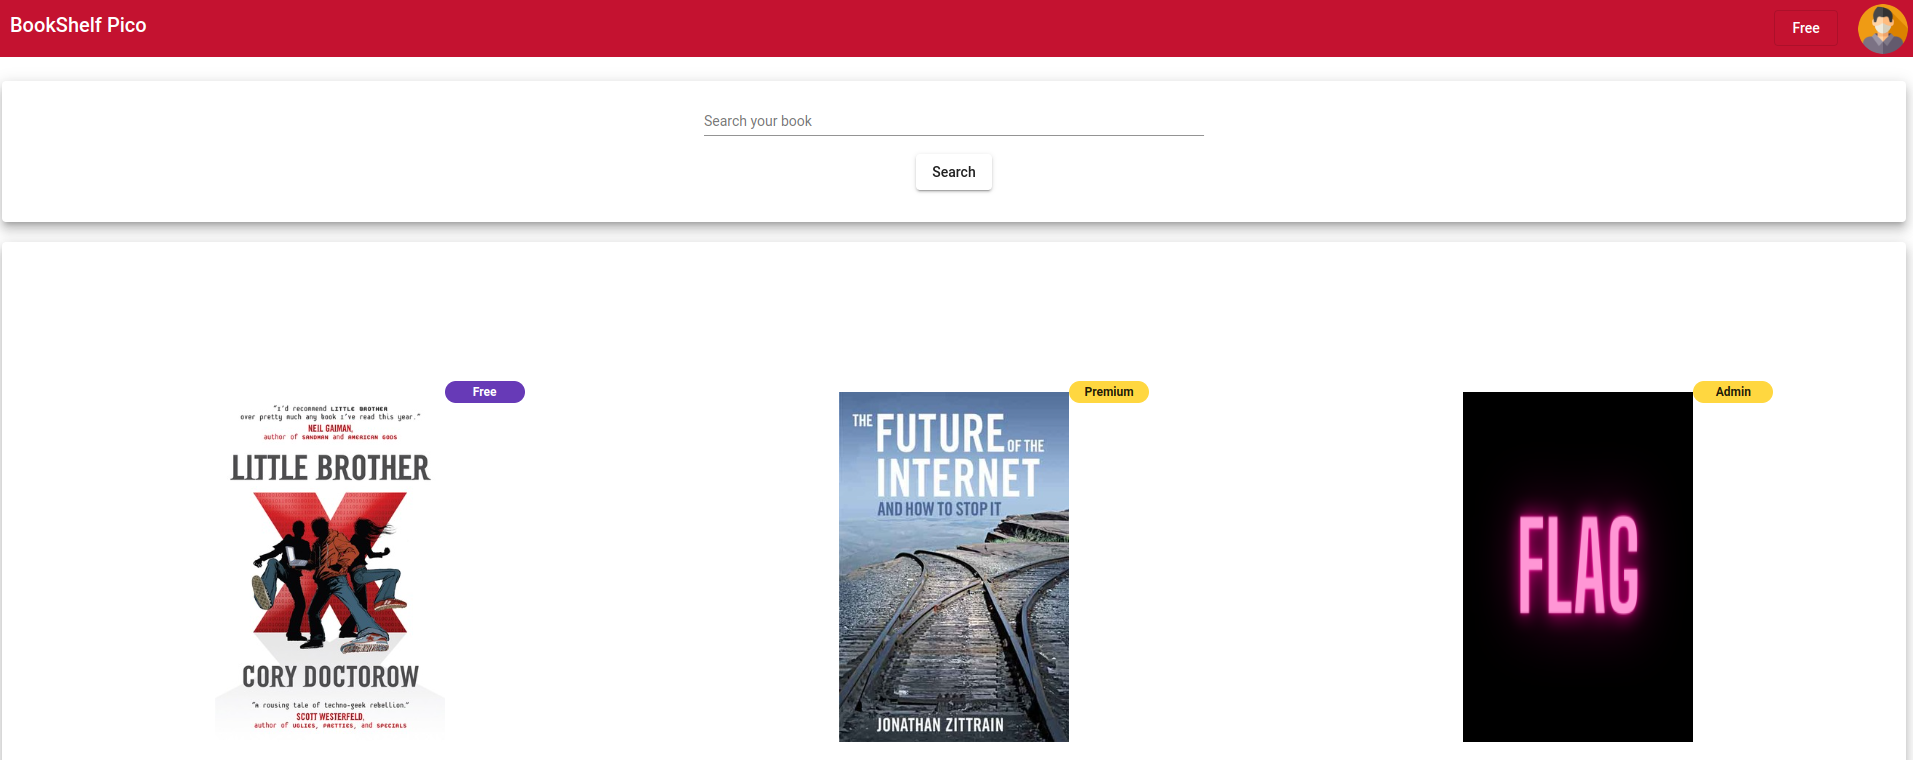 BookShelf Pico
Free
Search your book
Search
Free
"I'd recommend LITTLE BROTHER
over pretty much any book I've read this year."
NEIL GAIMAN,
author of SANDMAN and AMERICAN GODS
LITTLE BROTHER
CORY DOCTOROW
"A rousing tale of techno-geek rebellion."
SCOTT WESTERFELD,
author of UGLIES, PRETTIES, and SPECIALS
Premium
THE FUTURE OF THE
INTERNET
AND HOW TO STOP IT
JONATHAN ZITTRAIN
Admin
FLAG